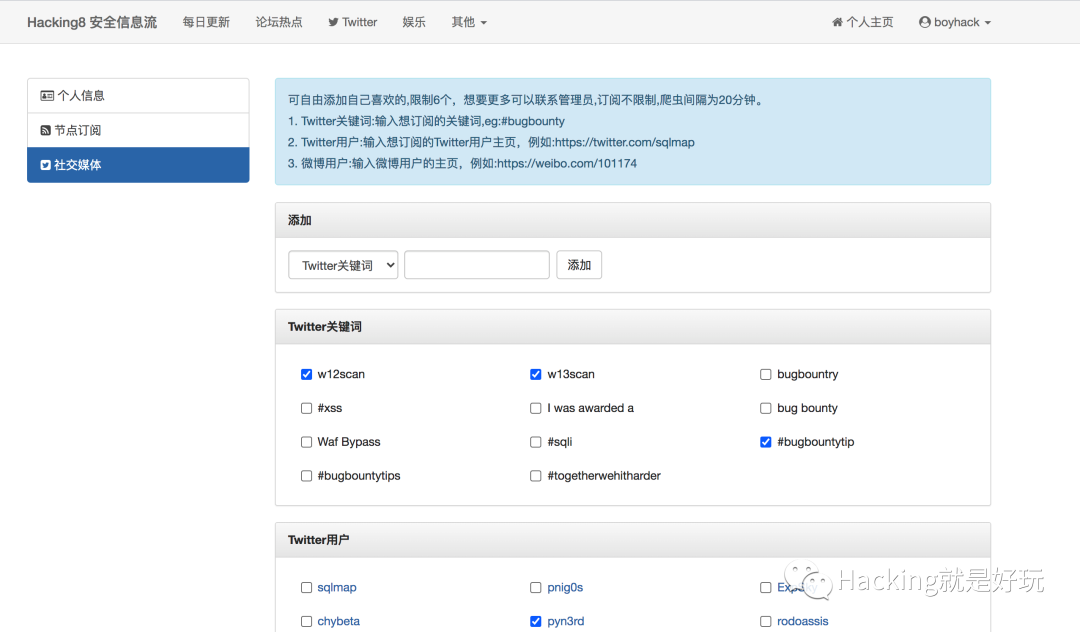 Hacking8 安全信息流 每日更新 论坛热点 Twitter 娱乐 其他 个人主页 boyhack
个人信息
节点订阅
社交媒体
可自由添加自己喜欢的,限制6个，想要更多可以联系管理员,订阅不限制,爬虫间隔为20分钟。
1. Twitter关键词:输入想订阅的关键词,eg:#bugbounty
2. Twitter用户:输入想订阅的Twitter用户主页，例如:https://twitter.com/sqlmap
3. 微博用户:输入微博用户的主页，例如:https://weibo.com/101174
添加
Twitter关键词 添加
Twitter关键词
w12scan w13scan bugbountry
#xss I was awarded a bug bounty
Waf Bypass #sqli #bugbountytip
#bugbountytips #togetherwehitharder
Twitter用户
sqlmap pnig0s
chybeta pyn3rd rodoassis
Hacking就是好玩